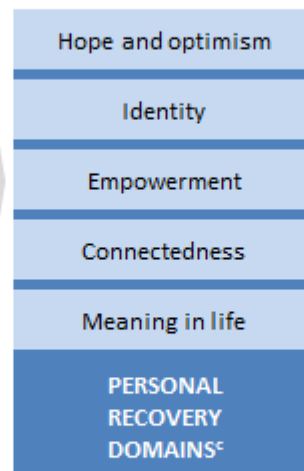 Hope and optimism
Identity
Empowerment
Connectedness
Meaning in life
PERSONAL
RECOVERY
DOMAINSᶜ